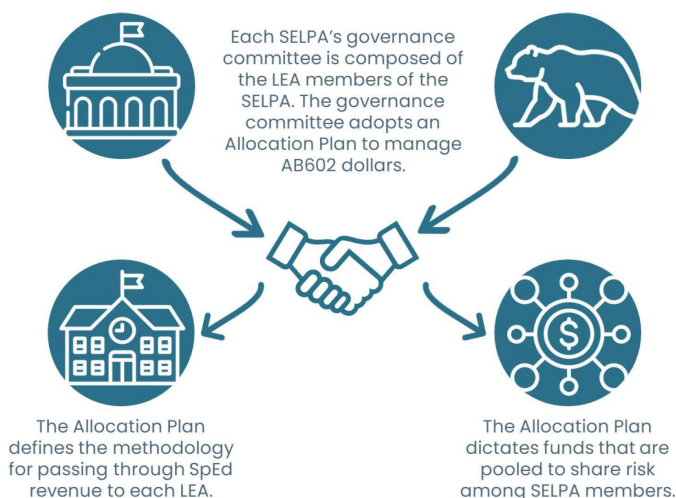 Each SELPA's governance
committee is composed of
the LEA members of the
SELPA. The governance
committee adopts an
Allocation Plan to manage
AB602 dollars.
$
The Allocation Plan
defines the methodology
for passing through SpEd
revenue to each LEA.
The Allocation Plan
dictates funds that are
pooled to share risk
among SELPA members.